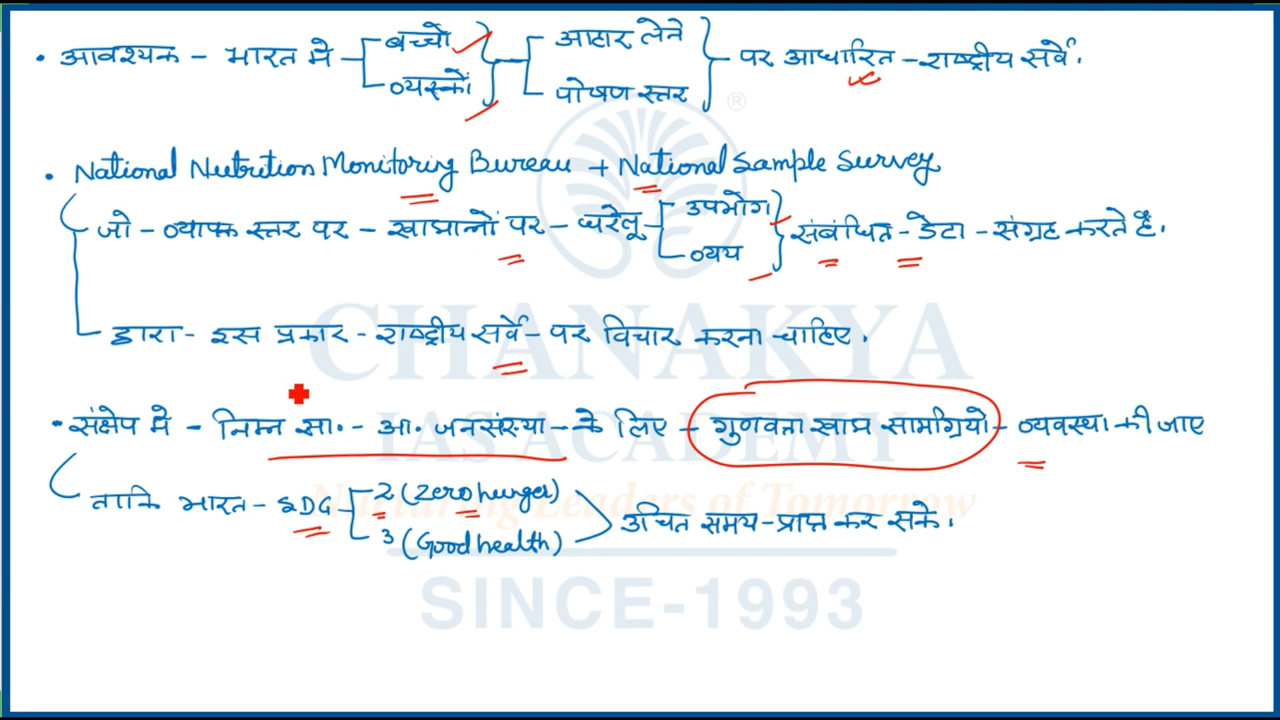 बच्चो आहार लेने
• आवश्यक - भारत मे पर आधारित - राष्ट्रीय सर्वे.
व्यस्को पोषण स्तर
®
• National Nutrition Monitoring Bureau + National Sample Survey
उपभोग
जो - व्यापक स्तर पर - खाद्यान्नों पर - घरेलू संबंधित - डेटा - संग्रह करते है.
व्यय
द्वारा - इस प्रकार - राष्ट्रीय सर्वे - पर विचार करना चाहिए.
CHANAKYA
IAS ACADEMY
• संक्षेप मे - निम्न सा. - आ. जनसंख्या - के लिए - गुणवत्ता खाद्य सामग्रियो - व्यवस्था की जाए
Nurturing Leaders of Tomorrow
ताकि भारत - SDG 2 (Zero hunger) उचित समय - प्राप्त कर सके.
3 (Good health)
SINCE-1993